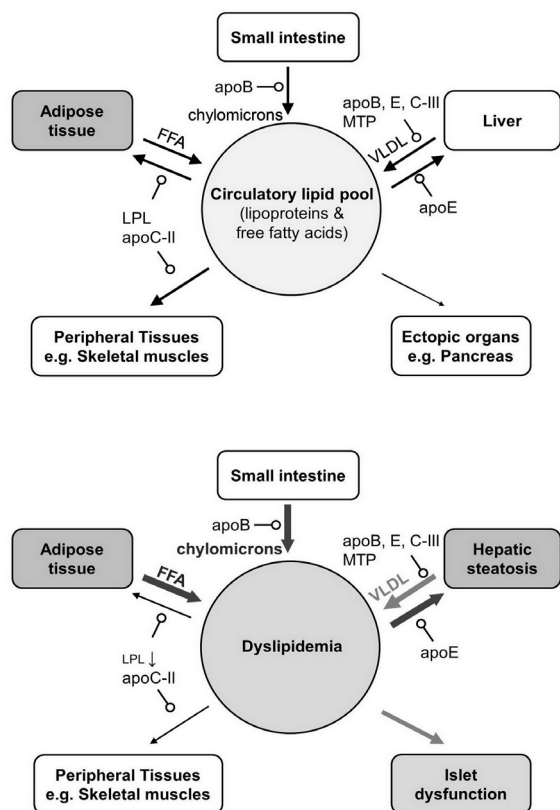 Small intestine
apoB
chylomicrons
Adipose
tissue
FFA
apoB, E, C-III
MTP
VLDL
Liver
Circulatory lipid pool
(lipoproteins &
free fatty acids)
apoE
LPL
apoC-II
Peripheral Tissues
e.g. Skeletal muscles
Ectopic organs
e.g. Pancreas
Small intestine
apoB
chylomicrons
Adipose
tissue
FFA
apoB, E, C-III
MTP
VLDL
Hepatic
steatosis
Dyslipidemia
apoE
LPL ↓
apoC-II
Peripheral Tissues
e.g. Skeletal muscles
Islet
dysfunction